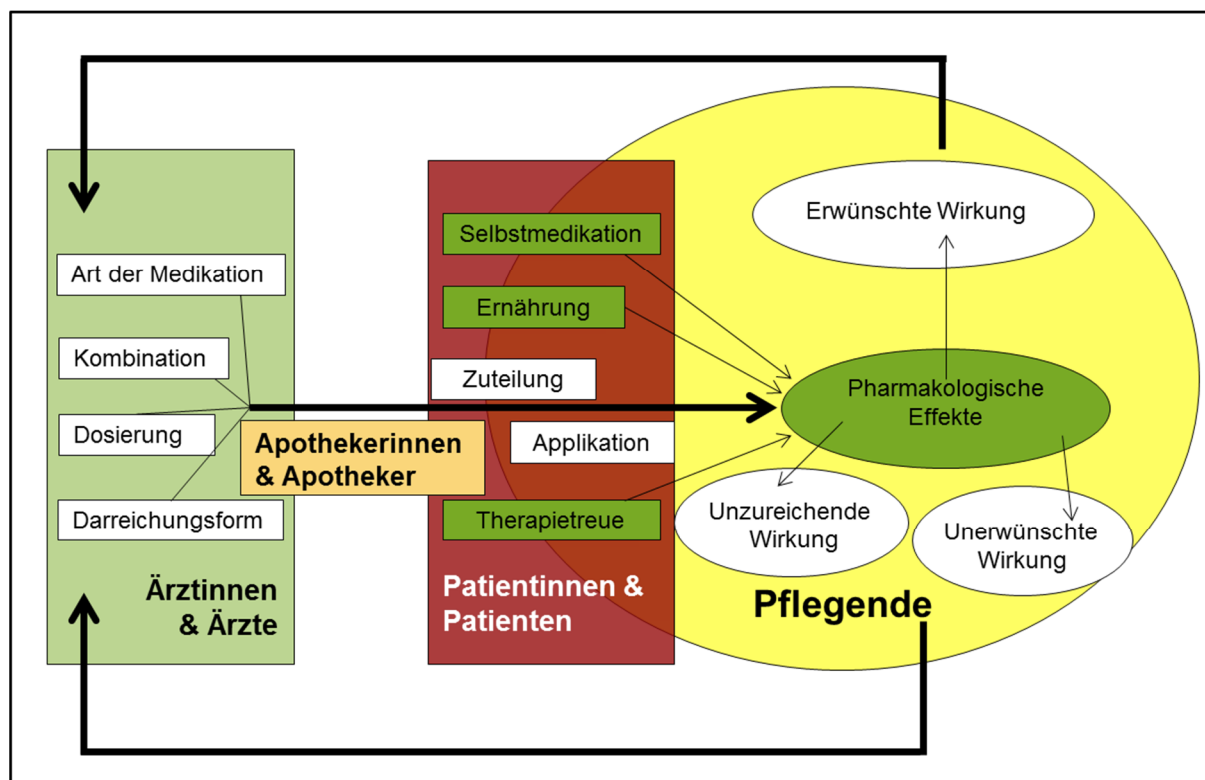 Art der Medikation
Kombination
Dosierung
Darreichungsform
Ärztinnen
& Ärzte
Apothekerinnen
& Apotheker
Selbstmedikation
Ernährung
Zuteilung
Applikation
Therapietreue
Patientinnen &
Patienten
Erwünschte Wirkung
Pharmakologische
Effekte
Unzureichende
Wirkung
Unerwünschte
Wirkung
Pflegende